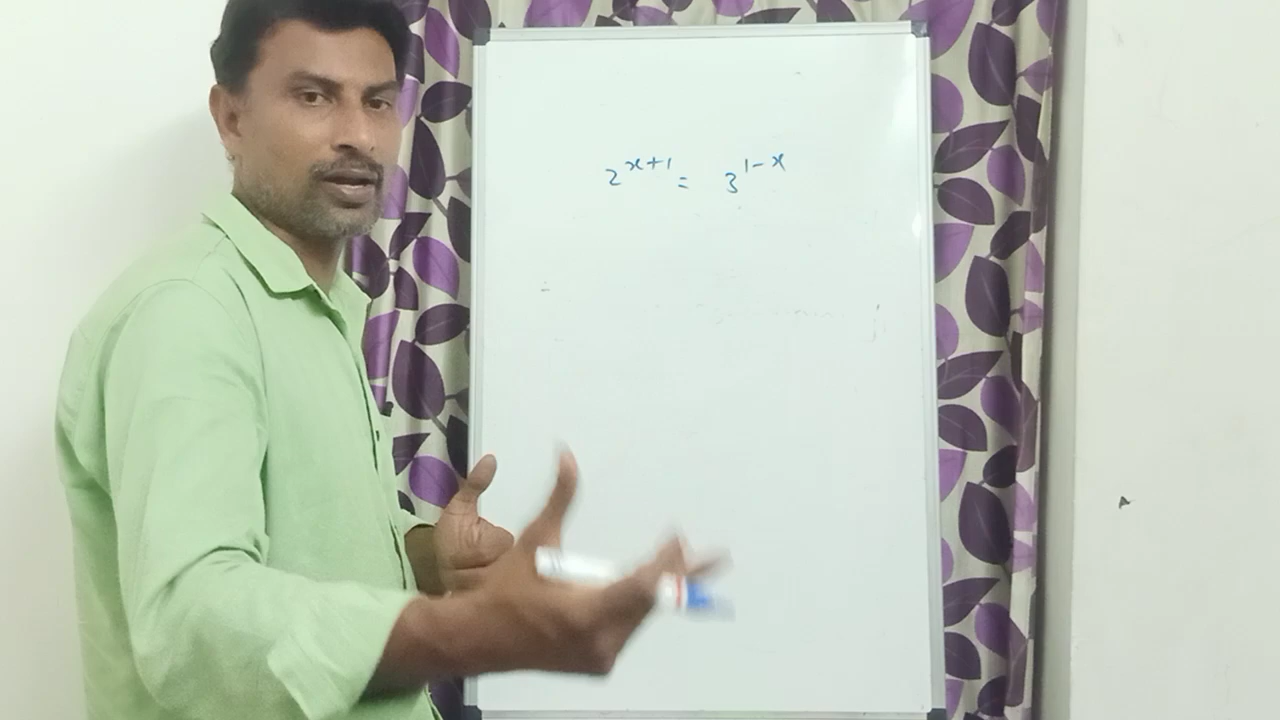 2^{x+1} = 3^{1-x}